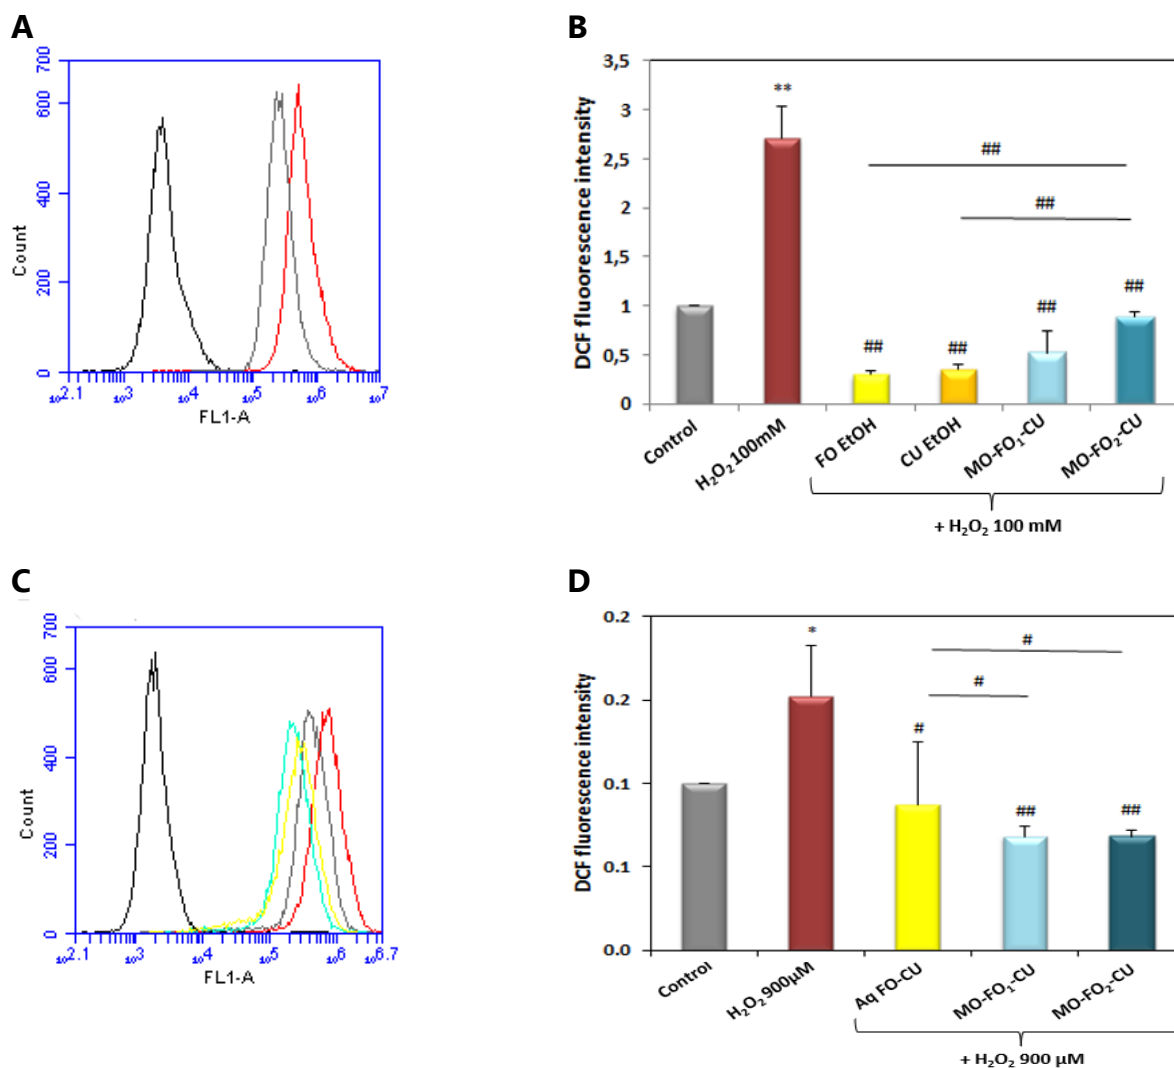 A
700
600
400
200
0
Count
10^2.1 10^3 10^4 10^5 10^6 10^7
FL1-A
B
DCF fluoorescence intensity
3,5
3
2,5
2
1,5
1
0,5
0
**
##
##
##
##
##
##
Control
H₂O₂ 100mM
FO EtOH
CU EtOH
MO-FO₁-CU
MO-FO₂-CU
+ H₂O₂ 100 mM
C
700
600
400
200
0
Count
10^2.1 10^3 10^4 10^5 10^6 10^6.7
FL1-A
D
DCF fluorescence intensity
0.2
0.2
0.1
0.1
0.0
*
#
#
#
##
##
Control
H₂O₂ 900µM
Aq FO-CU
MO-FO₁-CU
MO-FO₂-CU
+ H₂O₂ 900 µM